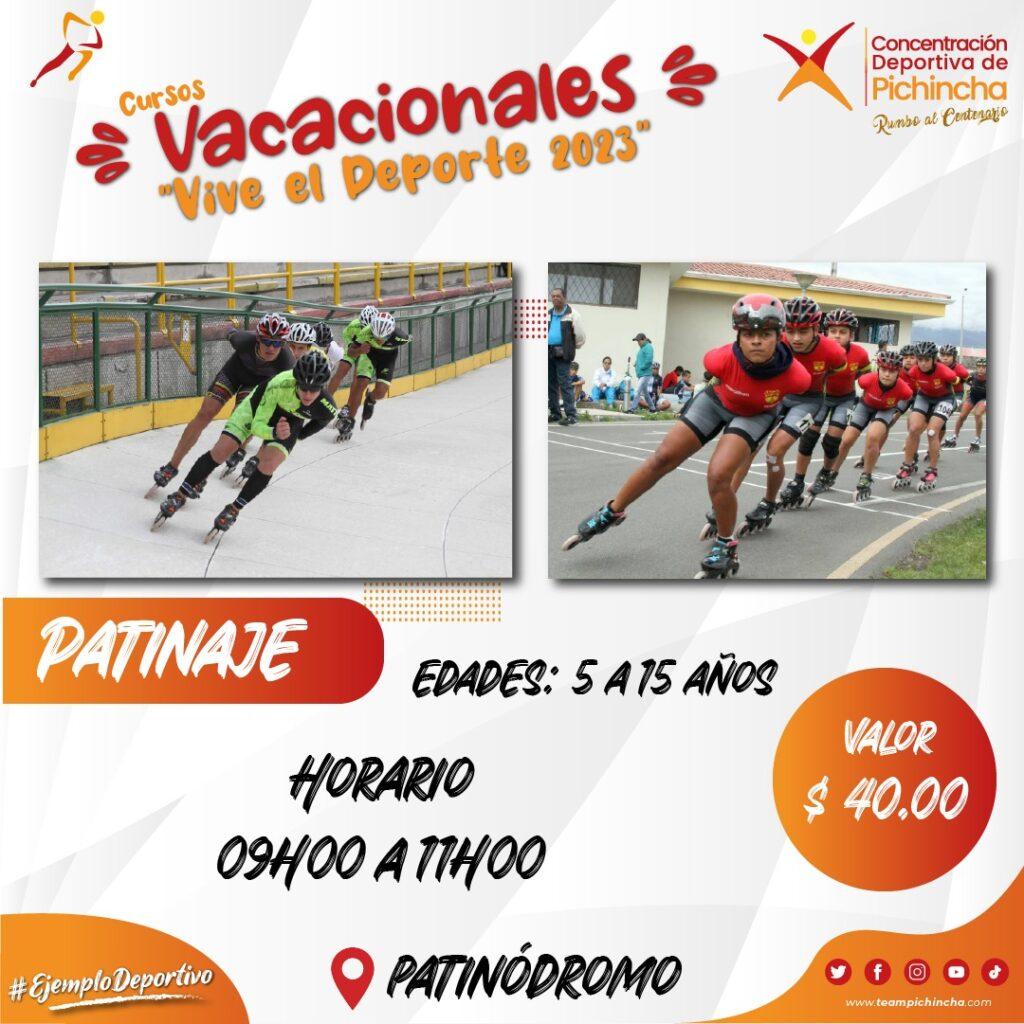 Cursos
Vacacionales
"Vive el Deporte 2023"
Concentración
Deportiva de
Pichincha
Rumbo al Centenario
PATINAJE
EDADES: 5 A 15 AÑOS
HORARIO
09H00 A 11H00
VALOR
$ 40.00
#EjemploDeportivo
PATINÓDROMO
www.teampichincha.com